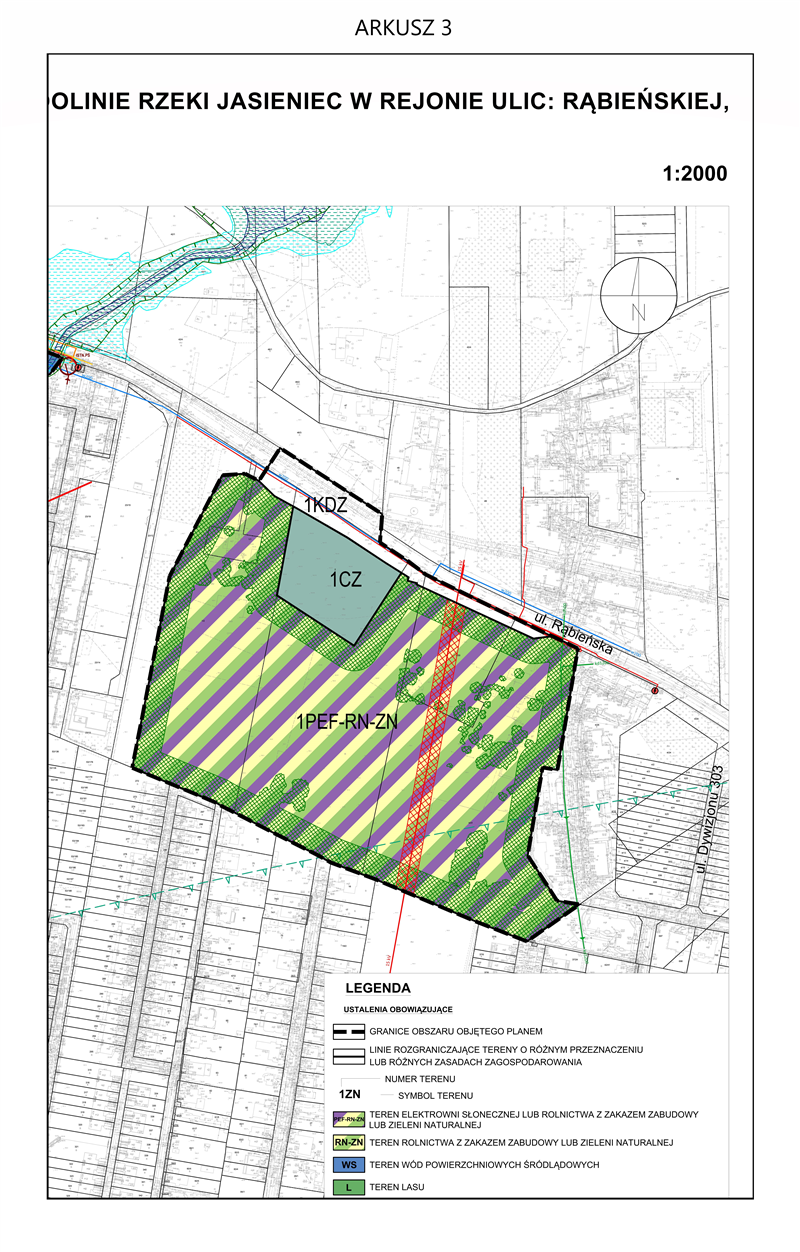 ARKUSZ 3
OLINIE RZEKI JASIENIEC W REJONIE ULIC: RĄBIEŃSKIEJ,
1:2000
N
1KDZ
1CZ
ul. Rąbieńska
1PEF-RN-ZN
ul. Dywizjonu 303
LEGENDA
USTALENIA OBOWIĄZUJĄCE
GRANICE OBSZARU OBJĘTEGO PLANEM
LINIE ROZGRANICZAJĄCE TERENY O RÓŻNYM PRZEZNACZENIU
LUB RÓŻNYCH ZASADACH ZAGOSPODAROWANIA
NUMER TERENU
1ZN SYMBOL TERENU
PEF-RN-ZN TEREN ELEKTROWNI SŁONECZNEJ LUB ROLNICTWA Z ZAKAZEM ZABUDOWY
LUB ZIELENI NATURALNEJ
RN-ZN TEREN ROLNICTWA Z ZAKAZEM ZABUDOWY LUB ZIELENI NATURALNEJ
WS TEREN WÓD POWIERZCHNIOWYCH ŚRÓDLĄDOWYCH
L TEREN LASU